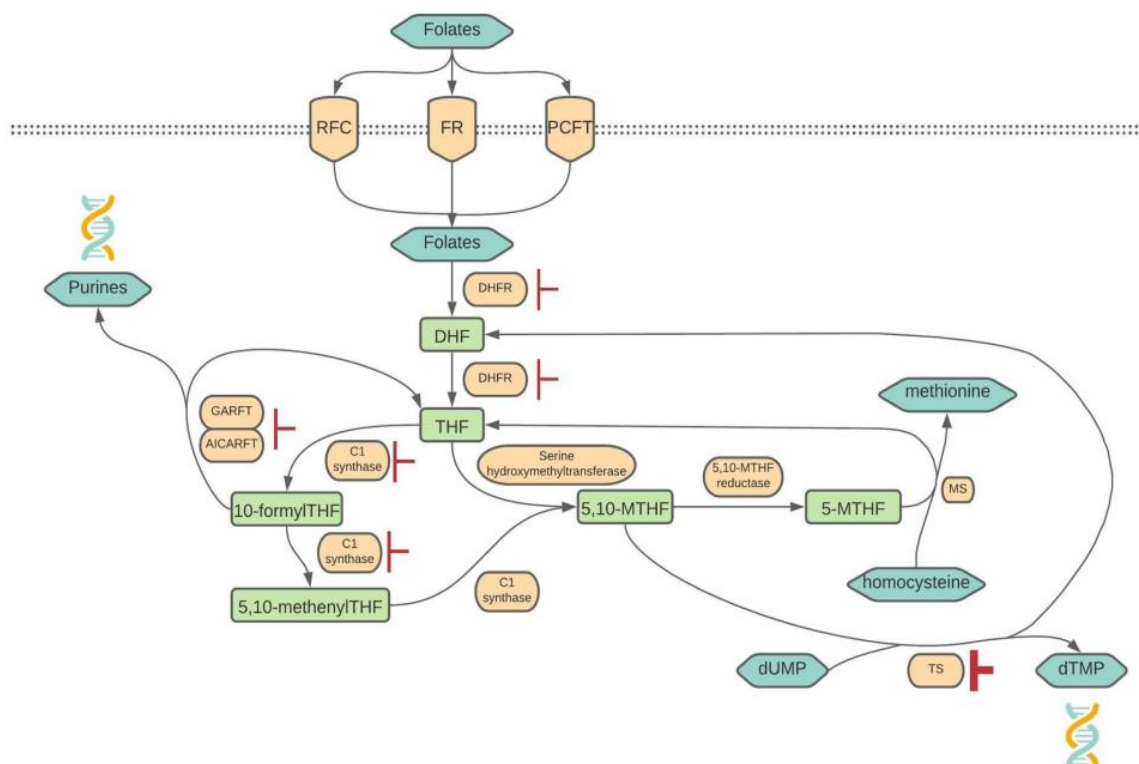 Folates
RFC
FR
PCFT
Folates
Purines
DHFR
DHF
DHFR
methionine
GARFT
THF
AICARFT
C1
synthase
Serine
hydroxymethyltransferase
5,10-MTHF
reductase
MS
10-formylTHF
5,10-MTHF
5-MTHF
C1
synthase
homocysteine
5,10-methenylTHF
C1
synthase
dUMP
TS
dTMP